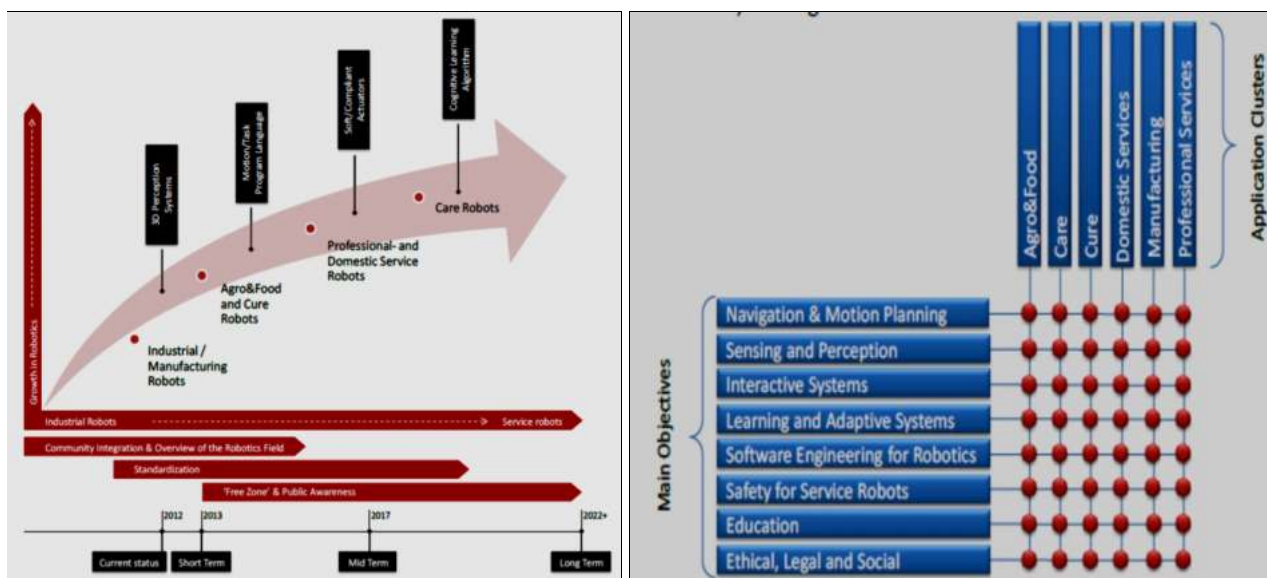 3D Perception
Systems
Motion/Task
Program Language
Soft/Compliant
Actuators
Cognitive Learning
Algorithm
Growth in Robotics
Care Robots
Professional- and
Domestic Service
Robots
Agro&Food
and Cure
Robots
Industrial /
Manufacturing
Robots
Industrial Robots
Service robots
Community Integration & Overview of the Robotics Field
Standardization
'Free Zone' & Public Awareness
2012
2013
2017
2022+
Current status
Short Term
Mid Term
Long Term
Agro&Food
Care
Cure
Domestic Services
Manufacturing
Professional Services
Application Clusters
Main Objectives
Navigation & Motion Planning
Sensing and Perception
Interactive Systems
Learning and Adaptive Systems
Software Engineering for Robotics
Safety for Service Robots
Education
Ethical, Legal and Social